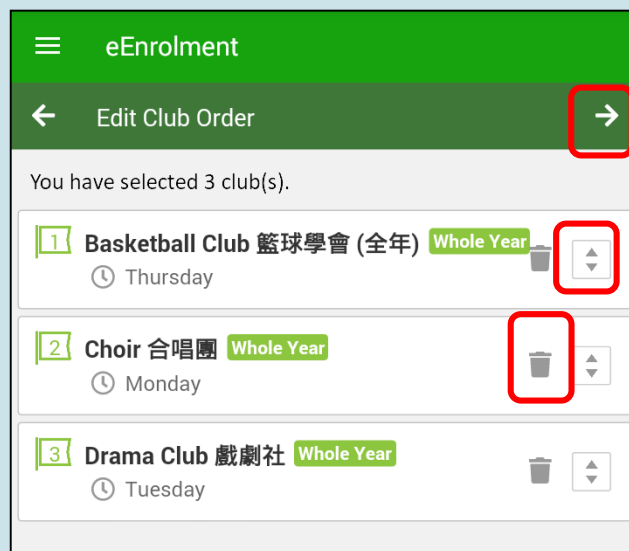 eEnrolment
Edit Club Order
You have selected 3 club(s).
1 Basketball Club 籃球學會 (全年) Whole Year
Thursday
2 Choir 合唱團 Whole Year
Monday
3 Drama Club 戲劇社 Whole Year
Tuesday